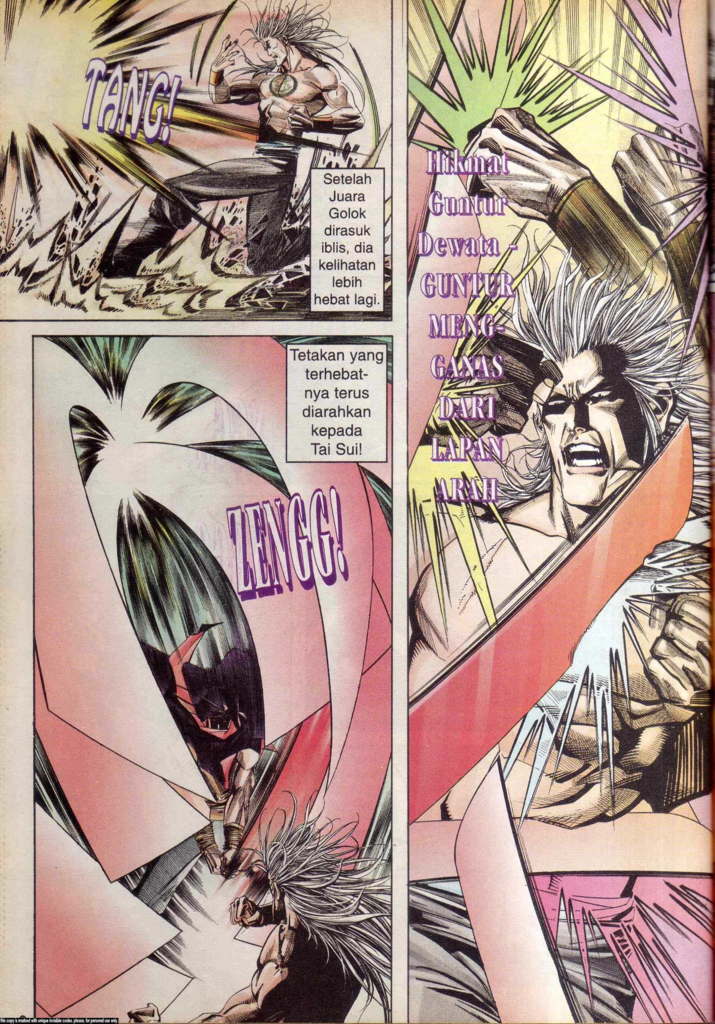 TANG!
Setelah
Juara
Golok
dirasuk
iblis, dia
kelihatan
lebih
hebat lagi.
Tetakan yang
terhebat-
nya terus
diarahkan
kepada
Tai Sui!
ZENGG!
Hikmat
Guntur
Dewata -
GUNTUR
MENG-
GANAS
DARI
LAPAN
ARAH